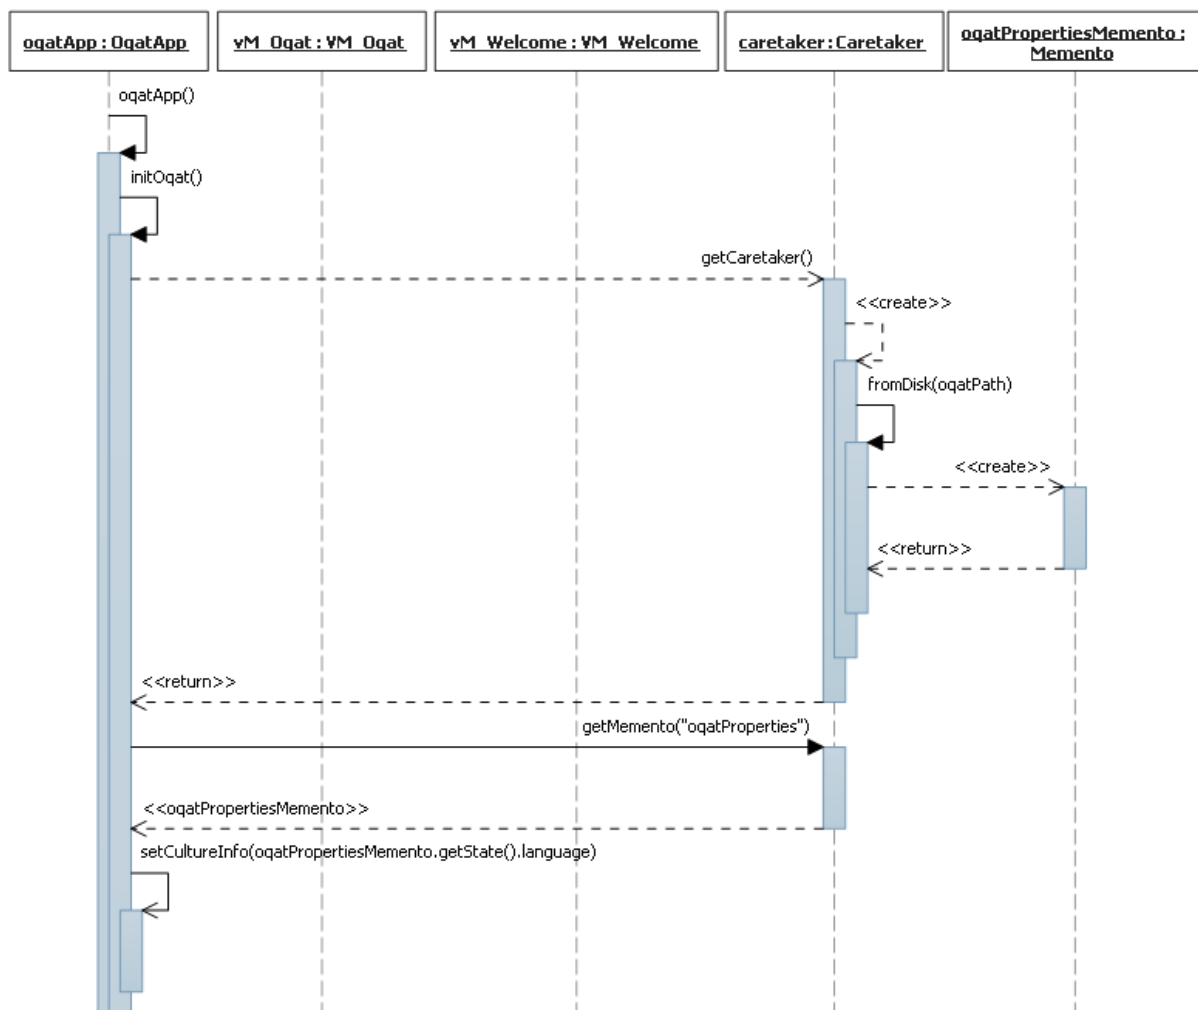 oqatApp : OqatApp
vM_Oqat : VM_Oqat
vM_Welcome : VM_Welcome
caretaker : Caretaker
oqatPropertiesMemento :
Memento
oqatApp()
initOqat()
getCaretaker()
<<create>>
fromDisk(oqatPath)
<<create>>
<<return>>
<<return>>
getMemento("oqatProperties")
<<oqatPropertiesMemento>>
setCultureInfo(oqatPropertiesMemento.getState().language)